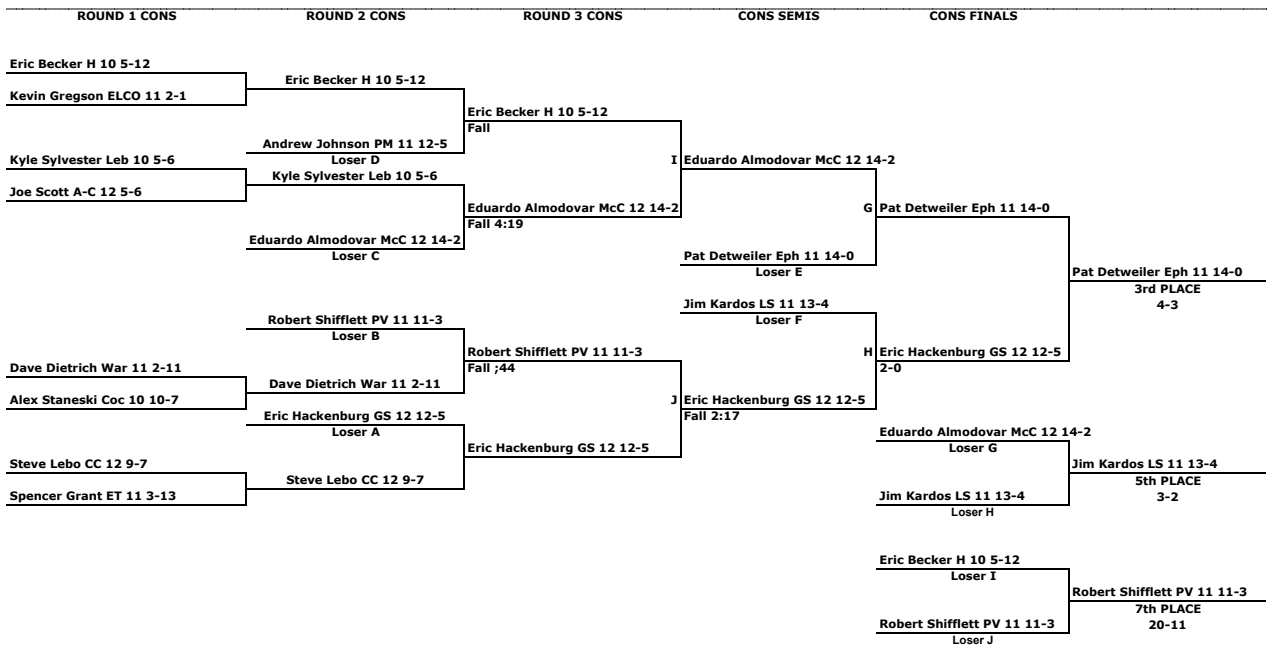 ROUND 1 CONS ROUND 2 CONS ROUND 3 CONS CONS SEMIS CONS FINALS
Eric Becker H 10 5-12
Eric Becker H 10 5-12
Kevin Gregson ELCO 11 2-1
Eric Becker H 10 5-12
Fall
Andrew Johnson PM 11 12-5
Loser D
Kyle Sylvester Leb 10 5-6
I Eduardo Almodovar McC 12 14-2
Kyle Sylvester Leb 10 5-6
Joe Scott A-C 12 5-6
Eduardo Almodovar McC 12 14-2
G Pat Detweiler Eph 11 14-0
Fall 4:19
Eduardo Almodovar McC 12 14-2
Loser C
Pat Detweiler Eph 11 14-0
Loser E
Pat Detweiler Eph 11 14-0
3rd PLACE
4-3
Jim Kardos LS 11 13-4
Loser F
Robert Shifflett PV 11 11-3
Loser B
Robert Shifflett PV 11 11-3
H Eric Hackenburg GS 12 12-5
Fall ;44
2-0
Dave Dietrich War 11 2-11
Dave Dietrich War 11 2-11
Alex Staneski Coc 10 10-7
J Eric Hackenburg GS 12 12-5
Fall 2:17
Eric Hackenburg GS 12 12-5
Loser A
Eduardo Almodovar McC 12 14-2
Loser G
Eric Hackenburg GS 12 12-5
Steve Lebo CC 12 9-7
Jim Kardos LS 11 13-4
5th PLACE
3-2
Steve Lebo CC 12 9-7
Spencer Grant ET 11 3-13
Jim Kardos LS 11 13-4
Loser H
Eric Becker H 10 5-12
Loser I
Robert Shifflett PV 11 11-3
7th PLACE
20-11
Robert Shifflett PV 11 11-3
Loser J